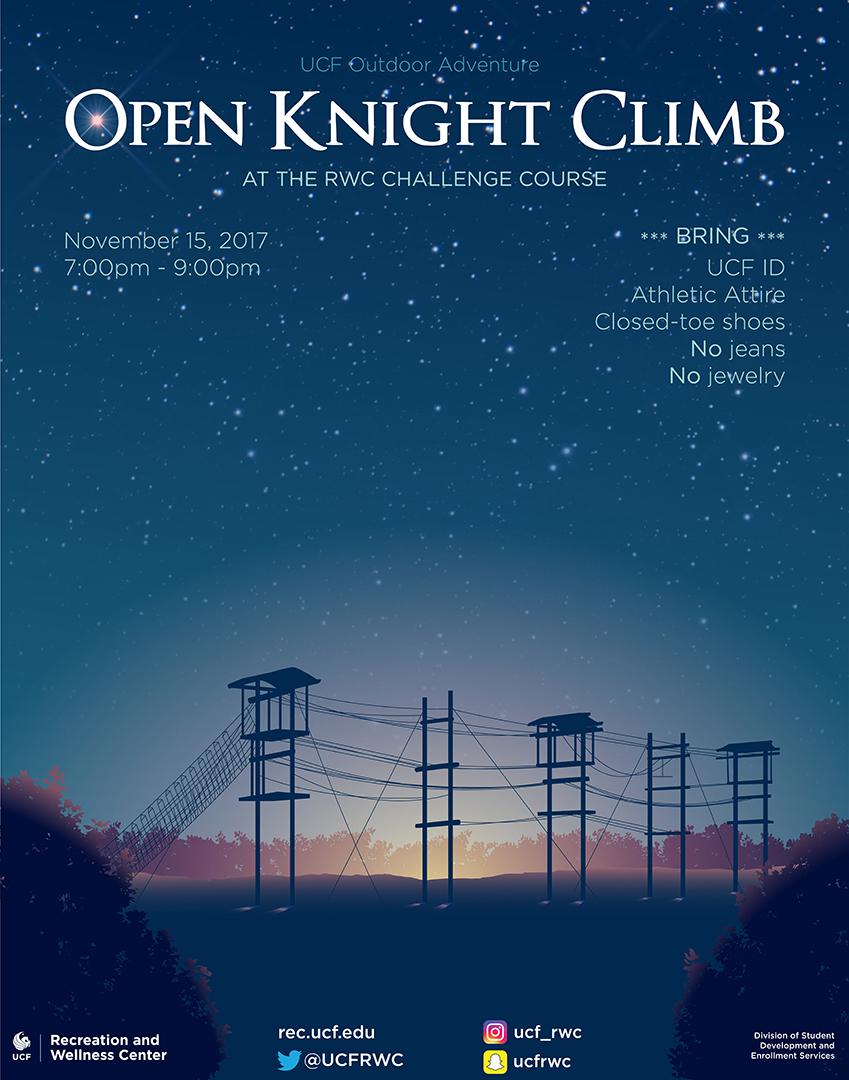 UCF Outdoor Adventure
OPEN KNIGHT CLIMB
AT THE RWC CHALLENGE COURSE
November 15, 2017
7:00pm - 9:00pm
*** BRING ***
UCF ID
Athletic Attire
Closed-toe shoes
No jeans
No jewelry
UCF
Recreation and
Wellness Center
rec.ucf.edu
@UCFRWC
ucf_rwc
ucfrwc
Division of Student
Development and
Enrollment Services